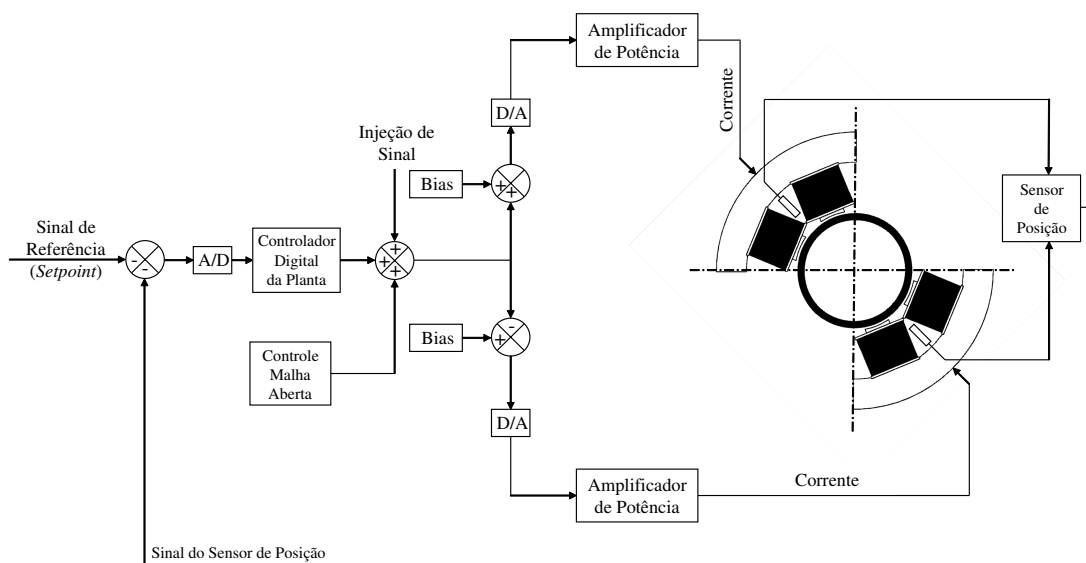 Amplificador
de Potência
D/A
Corrente
Injeção de
Sinal
Bias
+
+
Sensor
de
Posição
Sinal de
Referência
(Setpoint)
-
-
A/D
Controlador
Digital
da Planta
+
+
+
Bias
-
+
Controle
Malha
Aberta
D/A
Amplificador
de Potência
Corrente
Sinal do Sensor de Posição